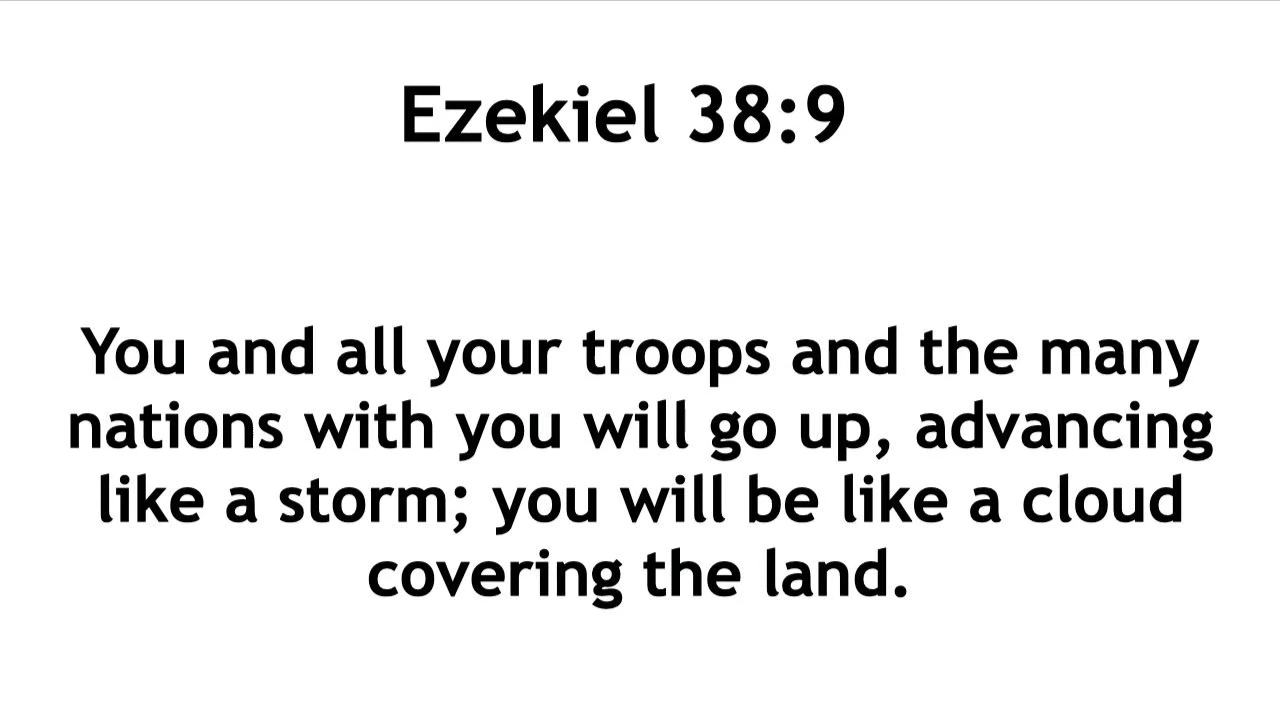 Ezekiel 38:9
You and all your troops and the many
nations with you will go up, advancing
like a storm; you will be like a cloud
covering the land.